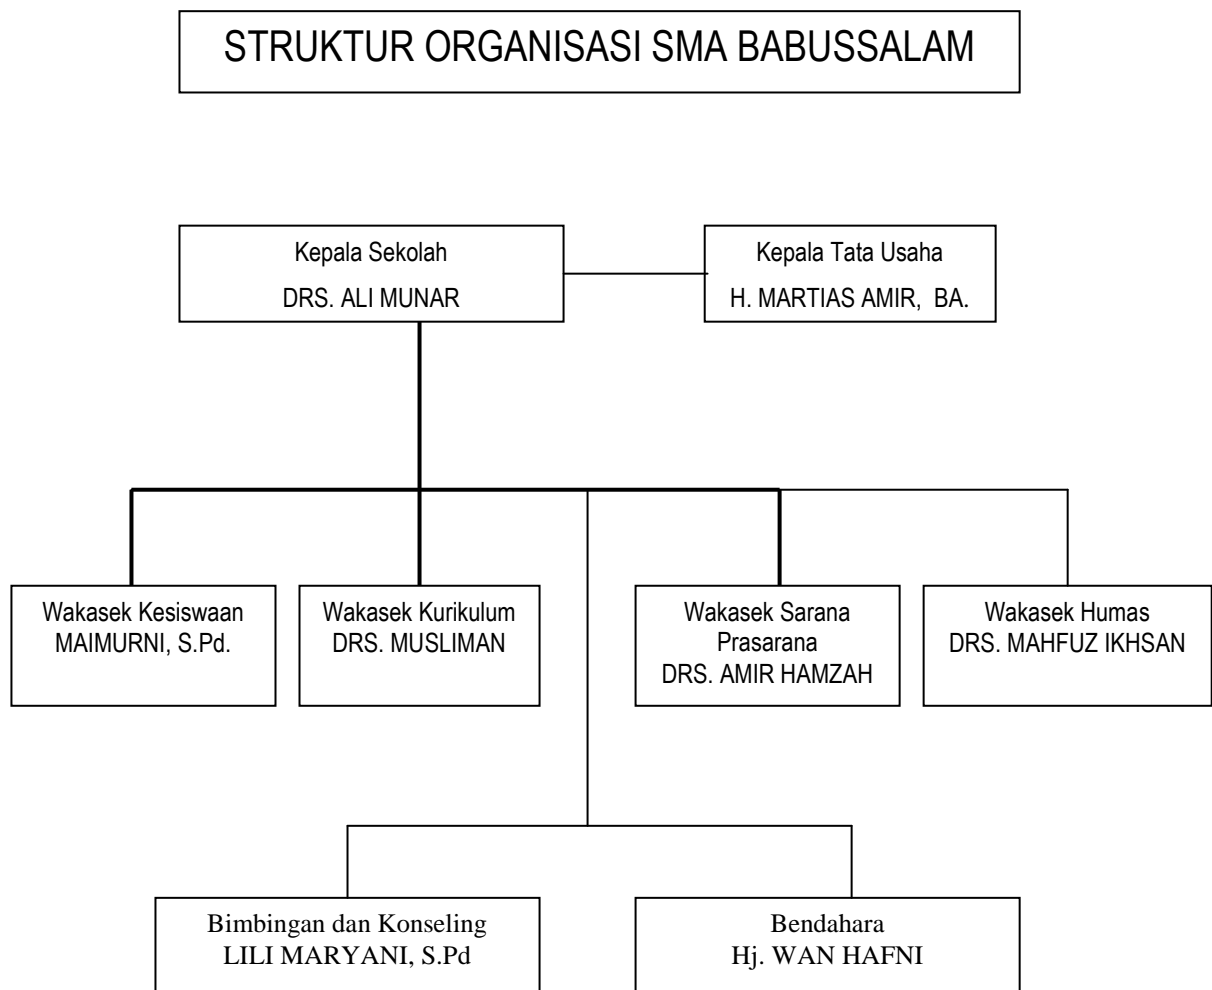 STRUKTUR ORGANISASI SMA BABUSSALAM
Kepala Sekolah
DRS. ALI MUNAR
Kepala Tata Usaha
H. MARTIAS AMIR, BA.
Wakasek Kesiswaan
MAIMURNI, S.Pd.
Wakasek Kurikulum
DRS. MUSLIMAN
Wakasek Sarana
Prasarana
DRS. AMIR HAMZAH
Wakasek Humas
DRS. MAHFUZ IKHSAN
Bimbingan dan Konseling
LILI MARYANI, S.Pd
Bendahara
Hj. WAN HAFNI